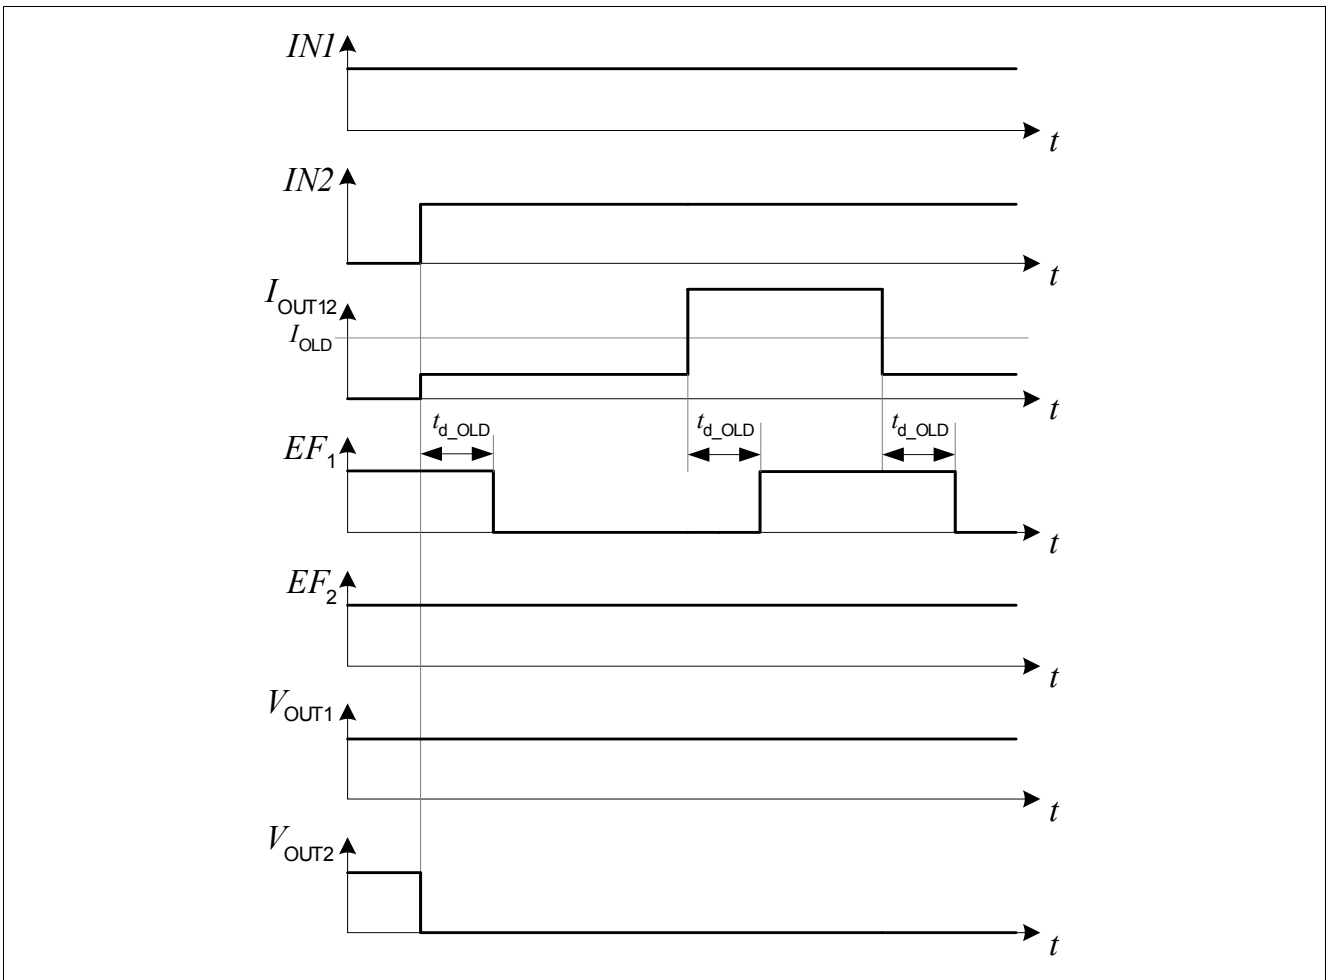 IN1
t
IN2
t
IOUT12
IOLD
t
td_OLD td_OLD td_OLD
EF1
t
EF2
t
VOUT1
t
VOUT2
t